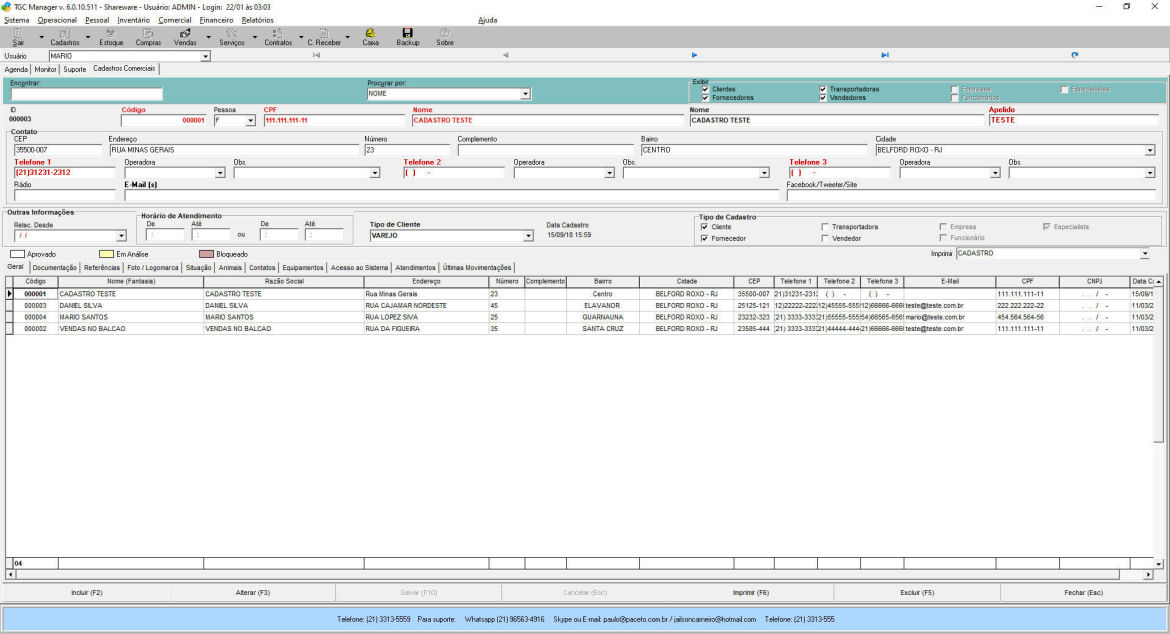 TGC Manager v. 6.0.10.511 - Shareware - Usuário: ADMIN - Login: 22/01 às 03:03
Sistema Operacional Pessoal Inventário Comercial Financeiro Relatórios Ajuda
Sair Cadastros Estoque Compras Vendas Serviços Contratos C. Receber Caixa Backup Sobre
Usuário MARIO
Agenda Monitor Suporte Cadastros Comerciais
Encontrar: Procurar por: Exibir
NOME Clientes Transportadoras Empresas Especialistas
Fornecedores Vendedores Funcionários
ID Código Pessoa CPF Nome Nome Apelido
000003 000001 F 111.111.111-11 CADASTRO TESTE CADASTRO TESTE TESTE
Contato
CEP Endereço Número Complemento Bairro Cidade
35500-007 RUA MINAS GERAIS 23 CENTRO BELFORD ROXO - RJ
Telefone 1 Operadora Obs. Telefone 2 Operadora Obs. Telefone 3 Operadora Obs.
(21)31231-2312 ( ) - ( ) -
Rádio E-Mail (s) Facebook/Tweeter/Site
Outras Informações Horário de Atendimento Tipo de Cadastro
Relac. Desde De Até De Até Tipo de Cliente Data Cadastro Cliente Transportadora Empresa Especialista
/ / : : ou : : VAREJO 15/09/18 15:59 Fornecedor Vendedor Funcionário
Aprovado Em Análise Bloqueado Imprimir CADASTRO
Geral Documentação Referências Foto / Logomarca Situação Animais Contatos Equipamentos Acesso ao Sistema Atendimentos Últimas Movimentações
Código Nome (Fantasia) Razão Social Endereço Número Complemento Bairro Cidade CEP Telefone 1 Telefone 2 Telefone 3 E-Mail CPF CNPJ Data C
000001 CADASTRO TESTE CADASTRO TESTE Rua Minas Gerais 23 Centro BELFORD ROXO - RJ 35500-007 21)31231-231 ( ) - ( ) - 111.111.111-11 . . / - 15/09/1
000003 DANIEL SILVA DANIEL SILVA RUA CAJAMAR NORDESTE 45 ELAVANOR BELFORD ROXO - RJ 25125-121 12)22222-222 12)45555-555 12)66666-666 teste@teste.com.br 222.222.222-22 . . / - 11/03/2
000004 MARIO SANTOS MARIO SANTOS RUA LOPEZ SIVA 25 GUARNAUNA BELFORD ROXO - RJ 23232-323 (21) 3333-333 21)55555-555 54)66565-656 mario@teste.com.br 454.564.564-56 . . / - 11/03/2
000002 VENDAS NO BALCAO VENDAS NO BALCAO RUA DA FIGUEIRA 35 SANTA CRUZ BELFORD ROXO - RJ 23585-444 (21) 3333-333 21)44444-444 21)66666-666 teste@teste.com.br 111.111.111-11 . . / - 11/03/2
04
Incluir (F2) Alterar (F3) Salvar (F10) Cancelar (Esc) Imprimir (F6) Excluir (F5) Fechar (Esc)
Telefone: (21) 3313-5559 Para suporte: Whatsapp (21) 96563-4916 Skype ou E-mail: paulo@paceto.com.br / jailsoncarneiro@hotmail.com Telefone: (21) 3313-555